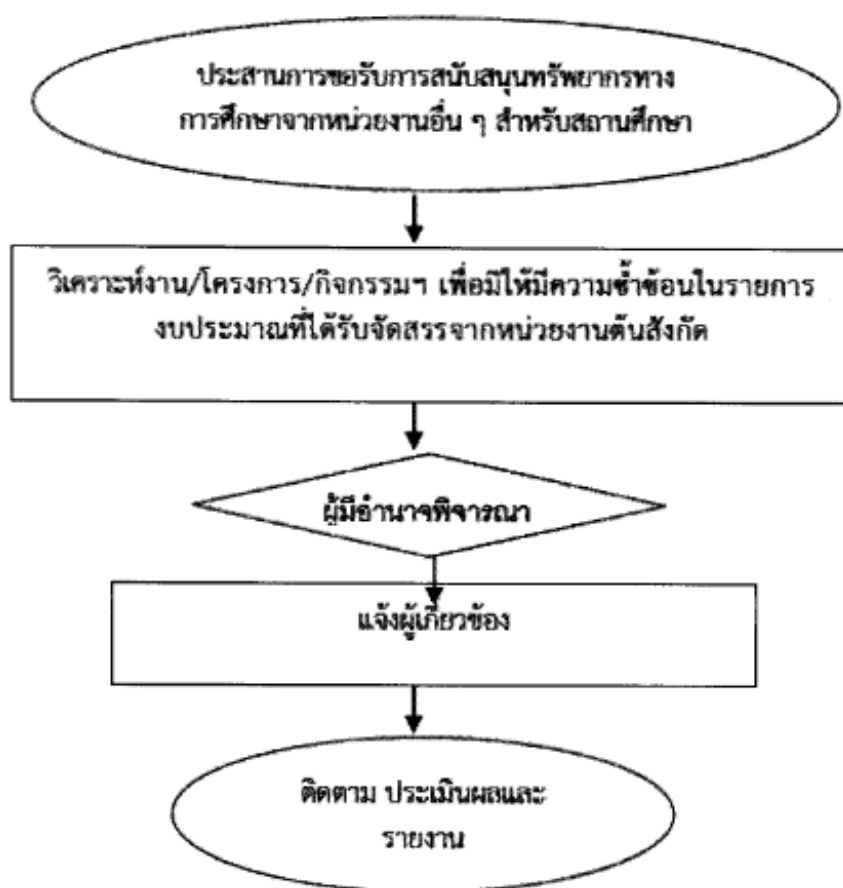 ประสานการขอรับการสนับสนุนทรัพยากรทาง
การศึกษาจากหน่วยงานอื่น ๆ สำหรับสถานศึกษา
วิเคราะห์งาน/โครงการ/กิจกรรมฯ เพื่อมิให้มีความซ้ำซ้อนในรายการ
งบประมาณที่ได้รับจัดสรรจากหน่วยงานต้นสังกัด
ผู้มีอำนาจพิจารณา
แจ้งผู้เกี่ยวข้อง
ติดตาม ประเมินผลและ
รายงาน